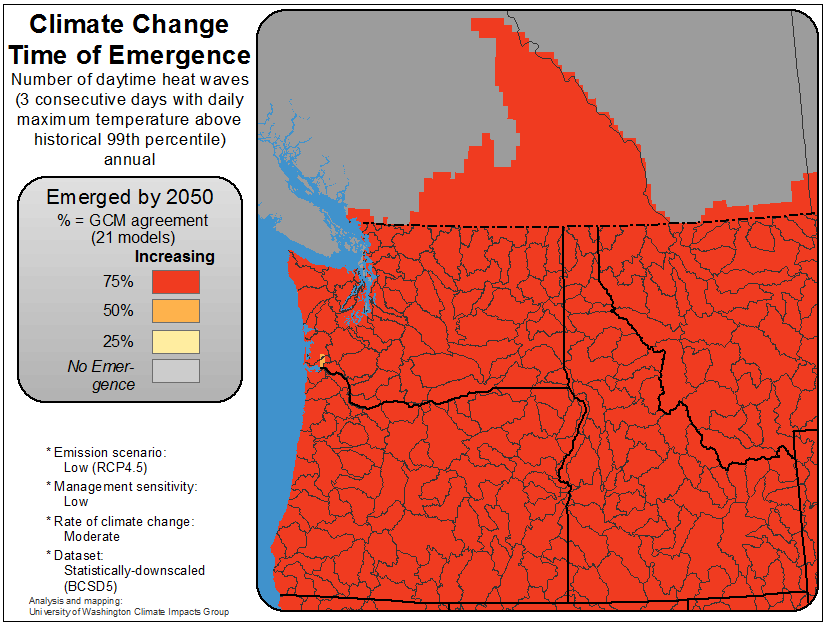 Climate Change
Time of Emergence
Number of daytime heat waves
(3 consecutive days with daily
maximum temperature above
historical 99th percentile)
annual
Emerged by 2050
% = GCM agreement
(21 models)
Increasing
75%
50%
25%
No Emer-
gence
* Emission scenario:
Low (RCP4.5)
* Management sensitivity:
Low
* Rate of climate change:
Moderate
* Dataset:
Statistically-downscaled
(BCSD5)
Analysis and mapping:
University of Washington Climate Impacts Group